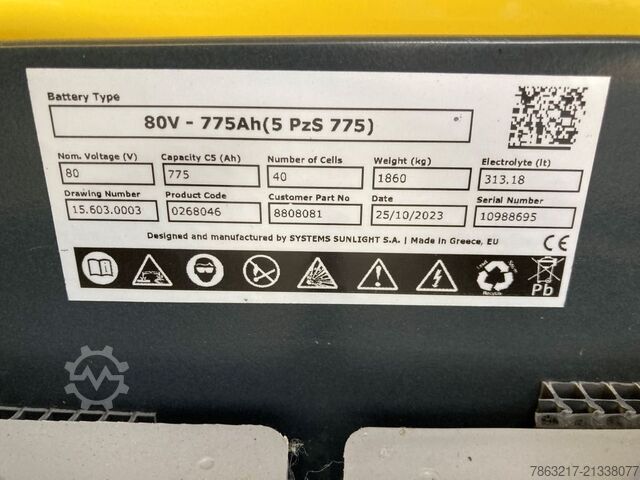 Battery Type
80V - 775Ah(5 PzS 775)
Nom. Voltage (V) Capacity C5 (Ah) Number of Cells Weight (kg) Electrolyte (lt)
80 775 40 1860 313.18
Drawing Number Product Code Customer Part No Date Serial Number
15.603.0003 0268046 8808081 25/10/2023 10988695
Designed and manufactured by SYSTEMS SUNLIGHT S.A. | Made in Greece, EU
CE
Recycle
Pb
7863217-21338077